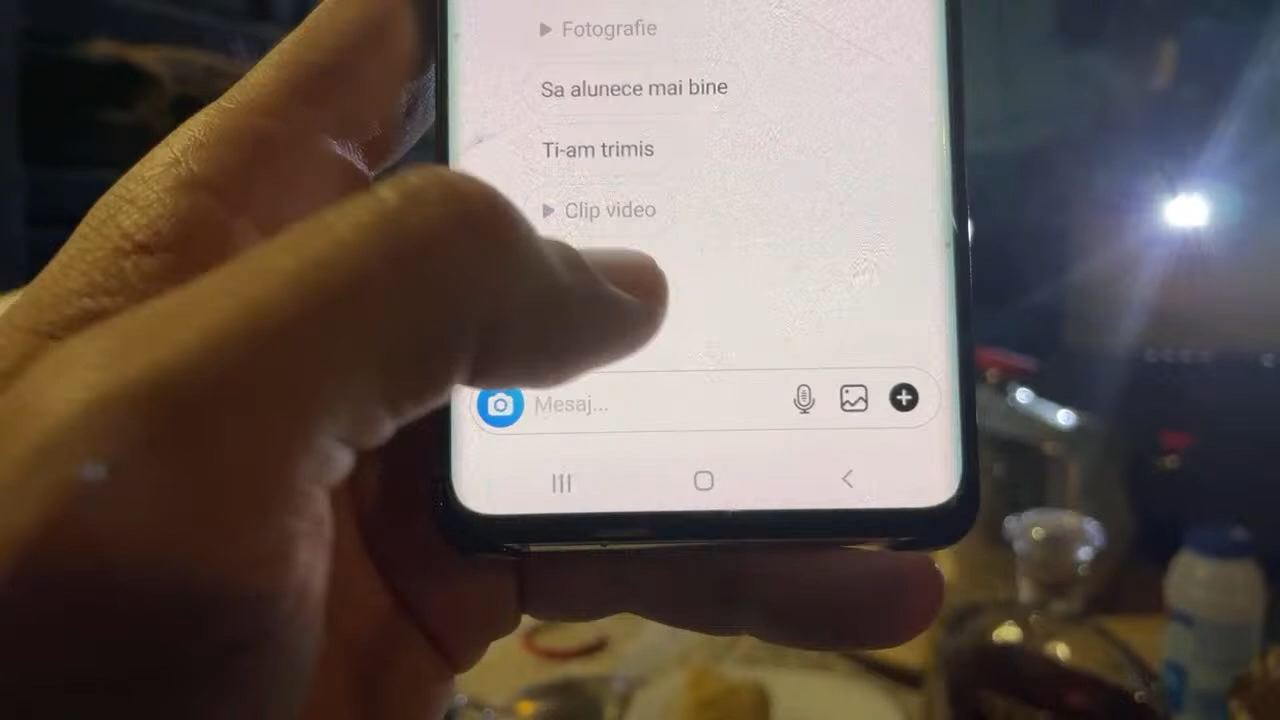 Fotografie
Sa alunece mai bine
Ti-am trimis
Clip video
Mesaj...